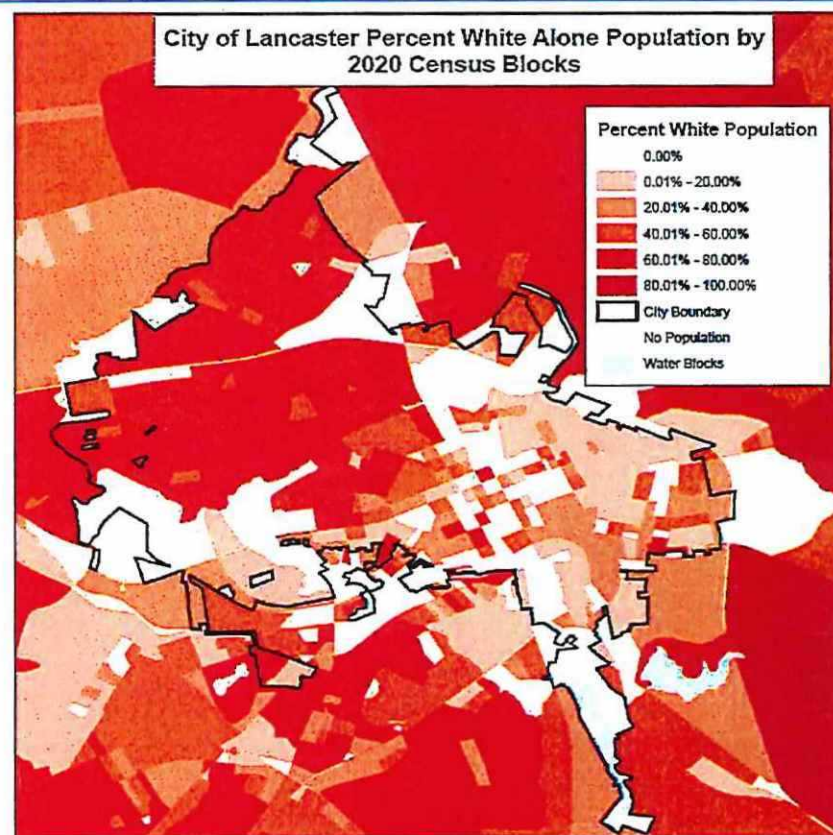 City of Lancaster Percent White Alone Population by
2020 Census Blocks
Percent White Population
0.00%
0.01% - 20.00%
20.01% - 40.00%
40.01% - 60.00%
60.01% - 80.00%
80.01% - 100.00%
City Boundary
No Population
Water Blocks